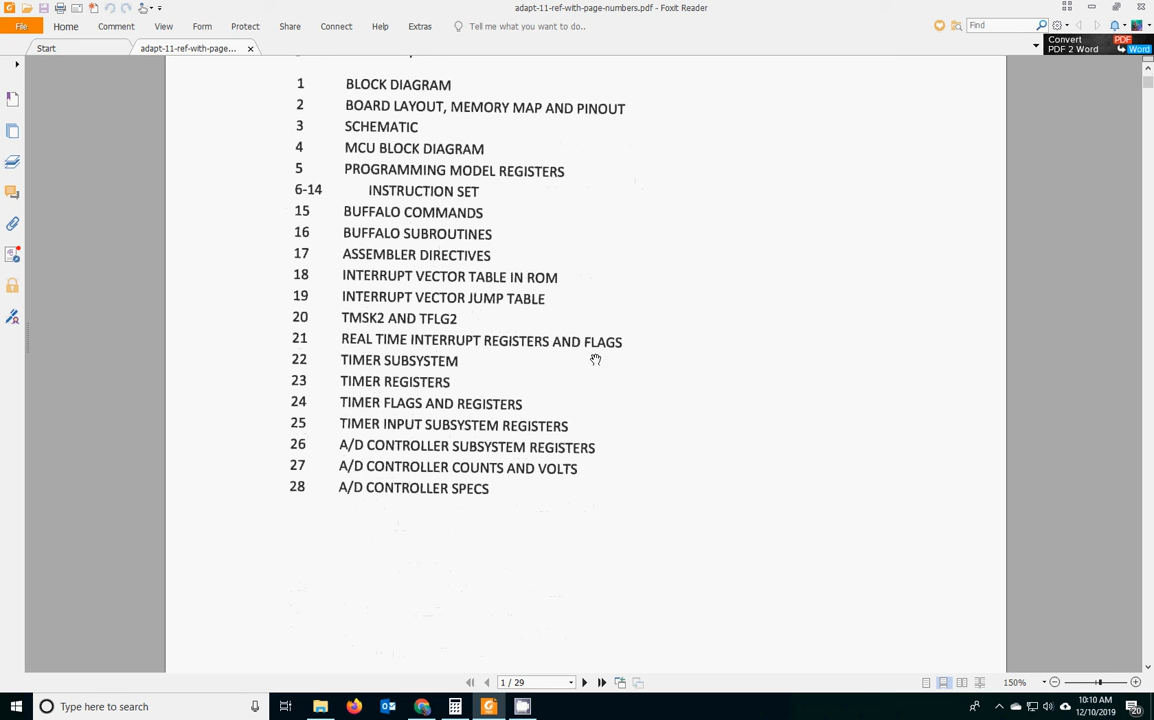 adapt-11-ref-with-page-numbers.pdf - Foxit Reader
File Home Comment View Form Protect Share Connect Help Extras Tell me what you want to do.. Find
Start adapt-11-ref-with-page...
Convert PDF
PDF 2 Word Word
1 BLOCK DIAGRAM
2 BOARD LAYOUT, MEMORY MAP AND PINOUT
3 SCHEMATIC
4 MCU BLOCK DIAGRAM
5 PROGRAMMING MODEL REGISTERS
6-14 INSTRUCTION SET
15 BUFFALO COMMANDS
16 BUFFALO SUBROUTINES
17 ASSEMBLER DIRECTIVES
18 INTERRUPT VECTOR TABLE IN ROM
19 INTERRUPT VECTOR JUMP TABLE
20 TMSK2 AND TFLG2
21 REAL TIME INTERRUPT REGISTERS AND FLAGS
22 TIMER SUBSYSTEM
23 TIMER REGISTERS
24 TIMER FLAGS AND REGISTERS
25 TIMER INPUT SUBSYSTEM REGISTERS
26 A/D CONTROLLER SUBSYSTEM REGISTERS
27 A/D CONTROLLER COUNTS AND VOLTS
28 A/D CONTROLLER SPECS
1 / 29 150%
Type here to search
10:10 AM
12/10/2019
20